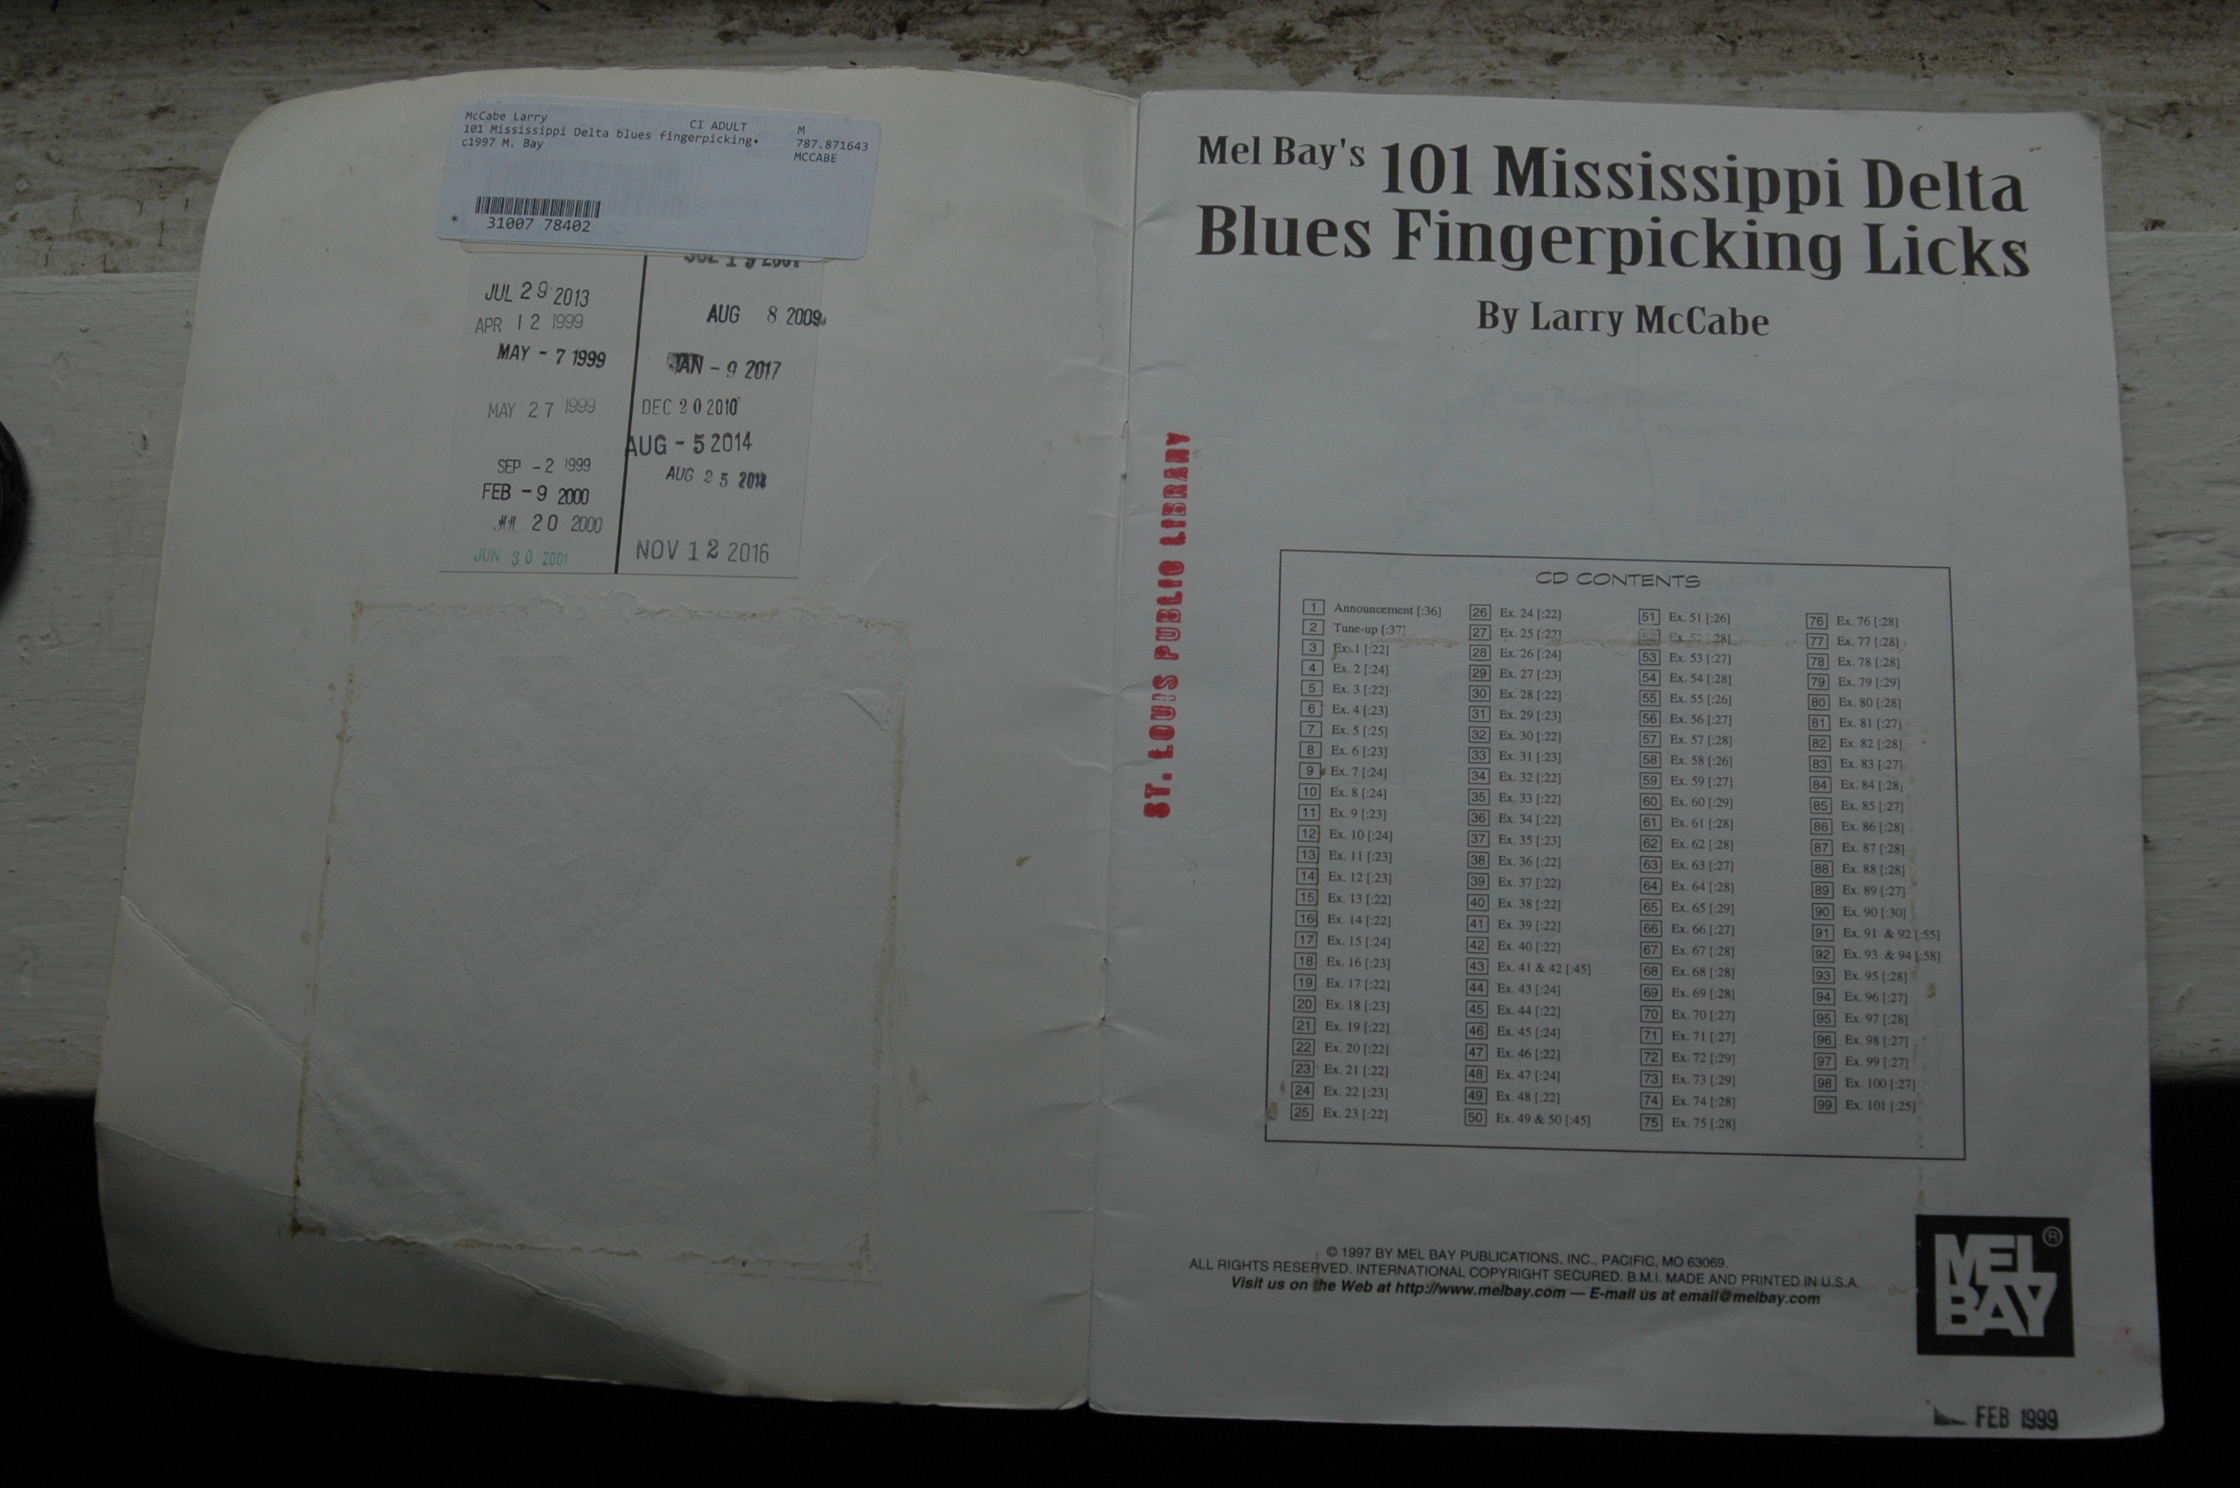 McCabe Larry
CI ADULT M
101 Mississippi Delta blues fingerpicking. 787.871643
c1997 M. Bay MCCABE
31007 78402
*
JUL 29 2013
APR 12 1999
MAY - 7 1999
MAY 27 1999
SEP - 2 1999
FEB - 9 2000
20 2000
JUN 30 2001
AUG 8 2009
JAN - 9 2017
DEC 20 2010
AUG - 5 2014
AUG 25
NOV 12 2016
ST. LOUIS PUBLIC LIBRARY
Mel Bay's 101 Mississippi Delta
Blues Fingerpicking Licks
By Larry McCabe
CD CONTENTS
1 Announcement [:36]
2 Tune-up [:37]
3 Ex. 1 [:22]
4 Ex. 2 [:24]
5 Ex. 3 [:22]
6 Ex. 4 [:23]
7 Ex. 5 [:25]
8 Ex. 6 [:23]
9 Ex. 7 [:24]
10 Ex. 8 [:24]
11 Ex. 9 [:23]
12 Ex. 10 [:24]
13 Ex. 11 [:23]
14 Ex. 12 [:23]
15 Ex. 13 [:22]
16 Ex. 14 [:22]
17 Ex. 15 [:24]
18 Ex. 16 [:23]
19 Ex. 17 [:22]
20 Ex. 18 [:23]
21 Ex. 19 [:22]
22 Ex. 20 [:22]
23 Ex. 21 [:22]
24 Ex. 22 [:23]
25 Ex. 23 [:22]
26 Ex. 24 [:22]
27 Ex. 25 [:22]
28 Ex. 26 [:24]
29 Ex. 27 [:23]
30 Ex. 28 [:22]
31 Ex. 29 [:23]
32 Ex. 30 [:22]
33 Ex. 31 [:23]
34 Ex. 32 [:22]
35 Ex. 33 [:22]
36 Ex. 34 [:22]
37 Ex. 35 [:23]
38 Ex. 36 [:22]
39 Ex. 37 [:22]
40 Ex. 38 [:22]
41 Ex. 39 [:22]
42 Ex. 40 [:22]
43 Ex. 41 & 42 [:45]
44 Ex. 43 [:24]
45 Ex. 44 [:22]
46 Ex. 45 [:24]
47 Ex. 46 [:22]
48 Ex. 47 [:24]
49 Ex. 48 [:22]
50 Ex. 49 & 50 [:45]
51 Ex. 51 [:26]
52 Ex. 52 [:28]
53 Ex. 53 [:27]
54 Ex. 54 [:28]
55 Ex. 55 [:26]
56 Ex. 56 [:27]
57 Ex. 57 [:28]
58 Ex. 58 [:26]
59 Ex. 59 [:27]
60 Ex. 60 [:29]
61 Ex. 61 [:28]
62 Ex. 62 [:28]
63 Ex. 63 [:27]
64 Ex. 64 [:28]
65 Ex. 65 [:29]
66 Ex. 66 [:27]
67 Ex. 67 [:28]
68 Ex. 68 [:28]
69 Ex. 69 [:28]
70 Ex. 70 [:27]
71 Ex. 71 [:27]
72 Ex. 72 [:29]
73 Ex. 73 [:29]
74 Ex. 74 [:28]
75 Ex. 75 [:28]
76 Ex. 76 [:28]
77 Ex. 77 [:28]
78 Ex. 78 [:28]
79 Ex. 79 [:29]
80 Ex. 80 [:28]
81 Ex. 81 [:27]
82 Ex. 82 [:28]
83 Ex. 83 [:27]
84 Ex. 84 [:28]
85 Ex. 85 [:27]
86 Ex. 86 [:28]
87 Ex. 87 [:28]
88 Ex. 88 [:28]
89 Ex. 89 [:27]
90 Ex. 90 [:30]
91 Ex. 91 & 92 [:55]
92 Ex. 93 & 94 [:58]
93 Ex. 95 [:28]
94 Ex. 96 [:27]
95 Ex. 97 [:28]
96 Ex. 98 [:27]
97 Ex. 99 [:27]
98 Ex. 100 [:27]
99 Ex. 101 [:25]
© 1997 BY MEL BAY PUBLICATIONS, INC., PACIFIC, MO 63069.
ALL RIGHTS RESERVED. INTERNATIONAL COPYRIGHT SECURED. B.M.I. MADE AND PRINTED IN U.S.A.
Visit us on the Web at http://www.melbay.com — E-mail us at email@melbay.com
MEL BAY ®
FEB 1999